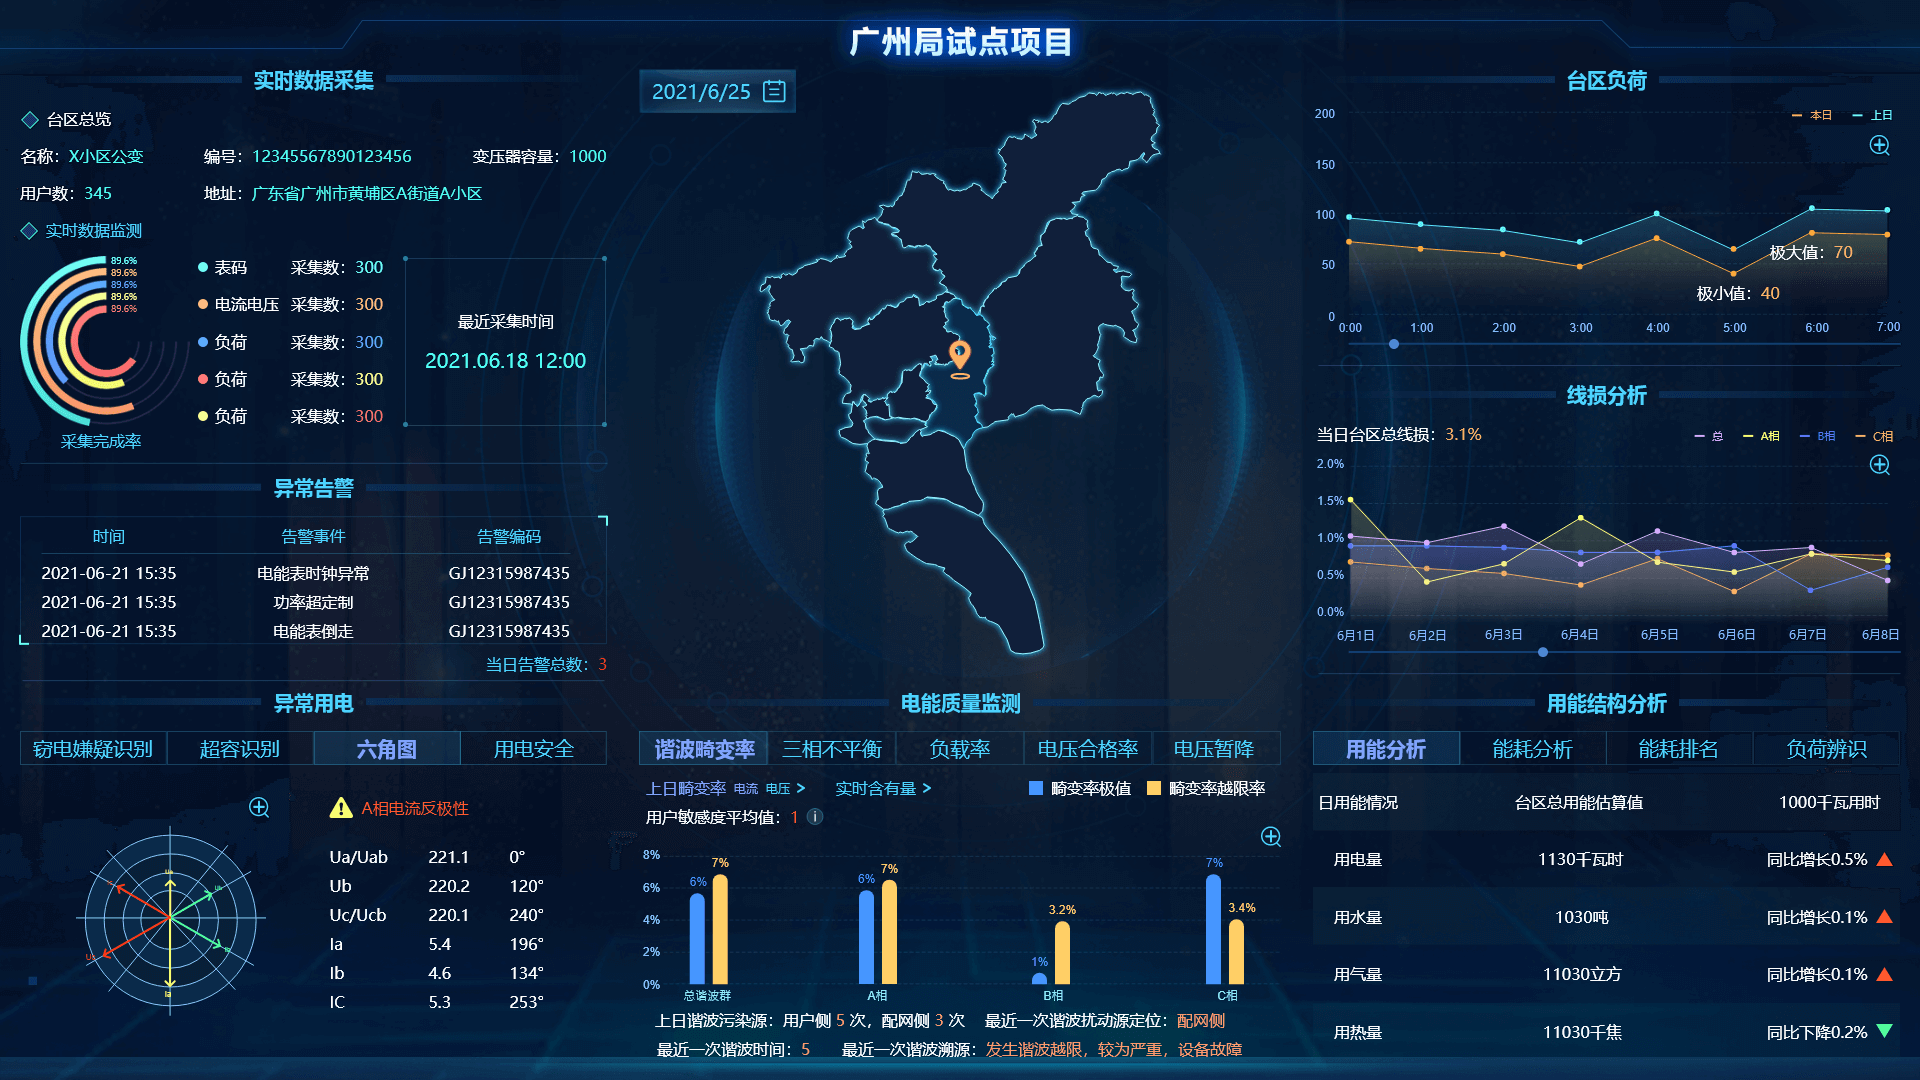 广州局试点项目
实时数据采集
台区总览
名称：X小区公变 编号：12345567890123456 变压器容量：1000
用户数：345 地址：广东省广州市黄埔区A街道A小区
实时数据监测
89.6%
89.6%
89.6%
89.6%
89.6%
采集完成率
表码 采集数：300
电流电压 采集数：300
负荷 采集数：300
负荷 采集数：300
负荷 采集数：300
最近采集时间
2021.06.18 12:00
异常告警
时间 告警事件 告警编码
2021-06-21 15:35 电能表时钟异常 GJ12315987435
2021-06-21 15:35 功率超定制 GJ12315987435
2021-06-21 15:35 电能表倒走 GJ12315987435
当日告警总数：3
异常用电
窃电嫌疑识别 超容识别 六角图 用电安全
A相电流反极性
Ua
Ia
Ua/Uab 221.1 0°
Ub 220.2 120°
Uc/Ucb 220.1 240°
Ia 5.4 196°
Ib 4.6 134°
IC 5.3 253°
2021/6/25
电能质量监测
谐波畸变率 三相不平衡 负载率 电压合格率 电压暂降
上日畸变率 电流 电压 > 实时含有量 > 畸变率极值 畸变率越限率
用户敏感度平均值：1 i
8%
6%
4%
2%
0%
6% 7%
6% 7%
1% 3.2%
7% 3.4%
总谐波群 A相 B相 C相
上日谐波污染源：用户侧 5 次，配网侧 3 次 最近一次谐波扰动源定位：配网侧
最近一次谐波时间：5 最近一次谐波溯源：发生谐波越限，较为严重，设备故障
台区负荷
本日 上日
200
150
100
50
0
极大值：70
极小值：40
0:00 1:00 2:00 3:00 4:00 5:00 6:00 7:00
线损分析
当日台区总线损：3.1% 总 A相 B相 C相
2.0%
1.5%
1.0%
0.5%
0.0%
6月1日 6月2日 6月3日 6月4日 6月5日 6月6日 6月7日 6月8日
用能结构分析
用能分析 能耗分析 能耗排名 负荷辨识
日用能情况 台区总用能估算值 1000千瓦用时
用电量 1130千瓦时 同比增长0.5%
用水量 1030吨 同比增长0.1%
用气量 11030立方 同比增长0.1%
用热量 11030千焦 同比下降0.2%